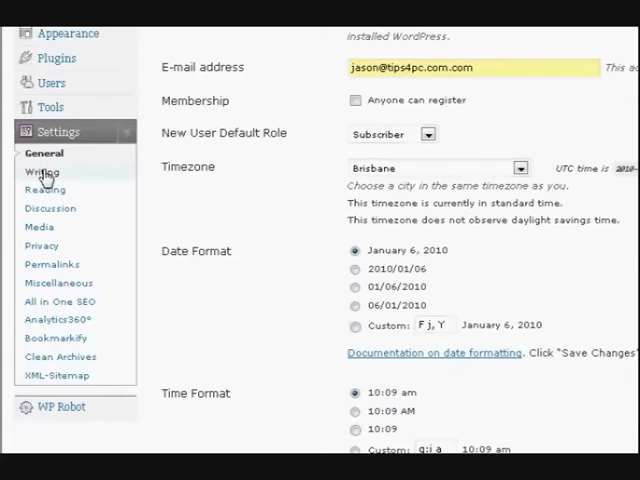 Appearance
installed WordPress.
Plugins
E-mail address jason@tips4pc.com.com This a
Users
Membership Anyone can register
Tools
Settings
New User Default Role Subscriber
General
Timezone Brisbane UTC time is 2010-
Writing
Choose a city in the same timezone as you.
Reading
This timezone is currently in standard time.
Discussion
This timezone does not observe daylight savings time.
Media
Privacy
Date Format January 6, 2010
Permalinks
2010/01/06
Miscellaneous
01/06/2010
All in One SEO
06/01/2010
Analytics360°
Custom: F j, Y January 6, 2010
Bookmarkify
Clean Archives
Documentation on date formatting. Click "Save Changes"
XML-Sitemap
Time Format 10:09 am
WP Robot
10:09 AM
10:09
Custom: g:i a 10:09 am